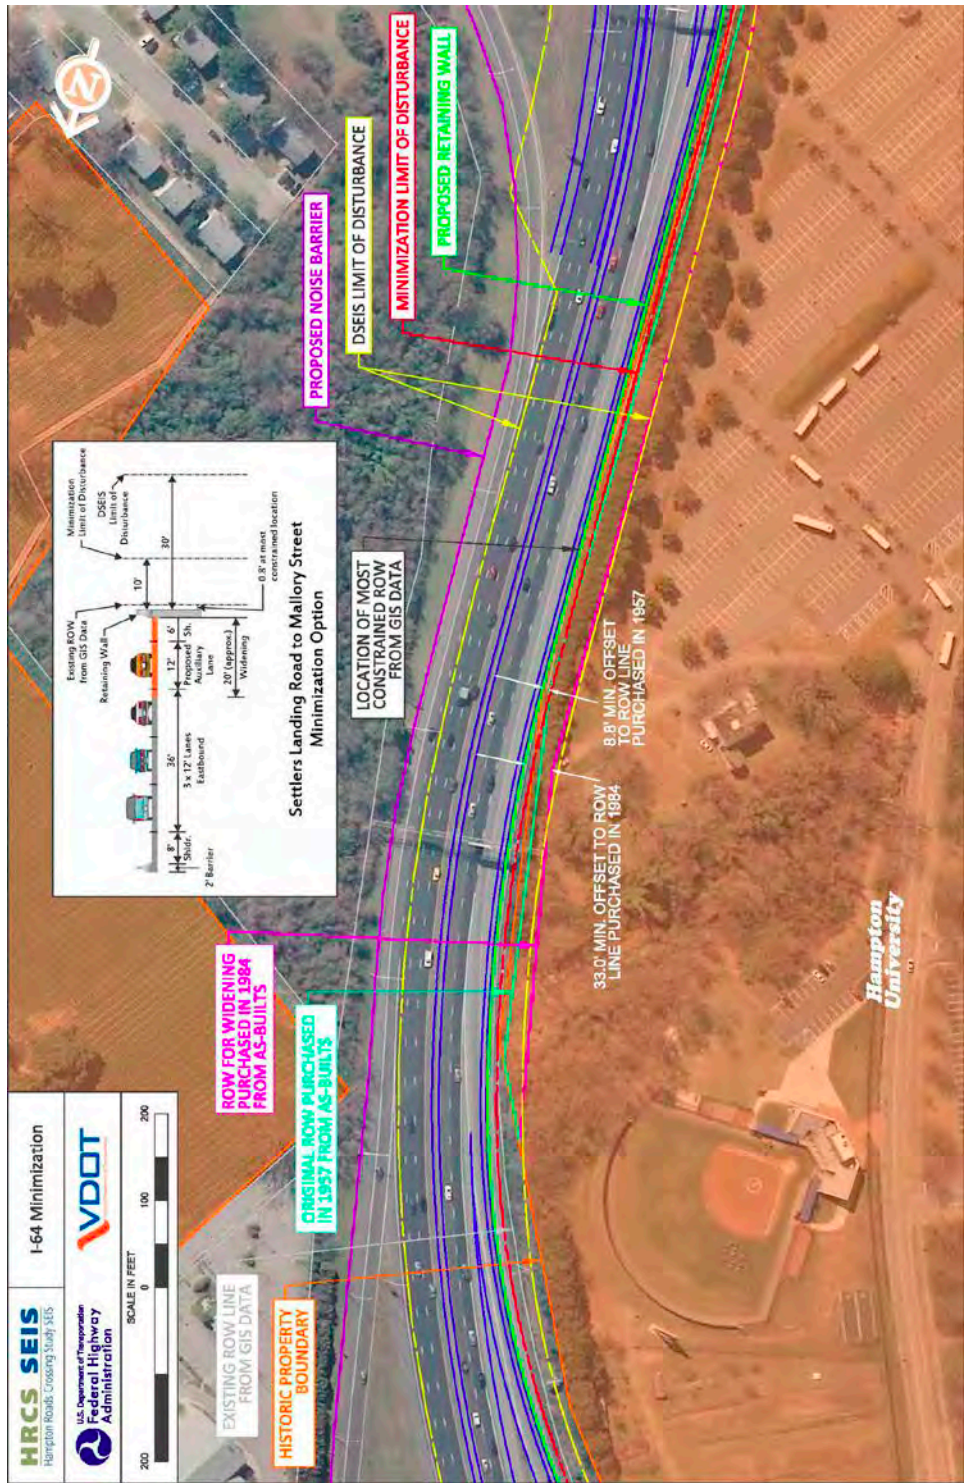 HRCS SEIS
Hampton Roads Crossing Study SEIS
I-64 Minimization
U.S. Department of Transportation
Federal Highway
Administration
VDOT
SCALE IN FEET
200
0
100
200
EXISTING ROW LINE
FROM GIS DATA
HISTORIC PROPERTY
BOUNDARY
ROW FOR WIDENING
PURCHASED IN 1984
FROM AS-BUILTS
ORIGINAL ROW PURCHASED
IN 1957 FROM AS-BUILTS
2' Barrier
8'
Shldr.
36'
3 x 12' Lanes
Eastbound
12'
Proposed
Auxiliary
Lane
6'
Sh.
20' (approx.)
Widening
Retaining Wall
Existing ROW
from GIS Data
10'
30'
Minimization
Limit of Disturbance
DSEIS
Limit of
Disturbance
0.8' at most
constrained location
Settlers Landing Road to Mallory Street
Minimization Option
LOCATION OF MOST
CONSTRAINED ROW
FROM GIS DATA
PROPOSED NOISE BARRIER
DSEIS LIMIT OF DISTURBANCE
MINIMIZATION LIMIT OF DISTURBANCE
PROPOSED RETAINING WALL
N
33.0' MIN. OFFSET TO ROW
LINE PURCHASED IN 1984
8.8' MIN. OFFSET
TO ROW LINE
PURCHASED IN 1957
Hampton
University